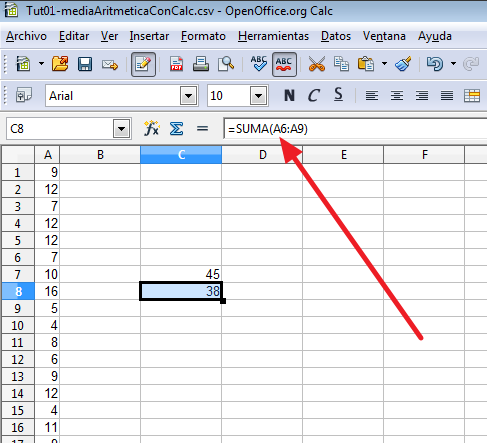 Tut01-mediaAritmeticaConCalc.csv - OpenOffice.org Calc
Archivo Editar Ver Insertar Formato Herramientas Datos Ventana Ayuda
ABC ABC
Arial 10 N C S
C8 =SUMA(A6:A9)
A B C D E F
1 9
2 12
3 7
4 12
5 12
6 7
7 10 45
8 16 38
9 5
10 4
11 8
12 6
13 9
14 12
15 4
16 11